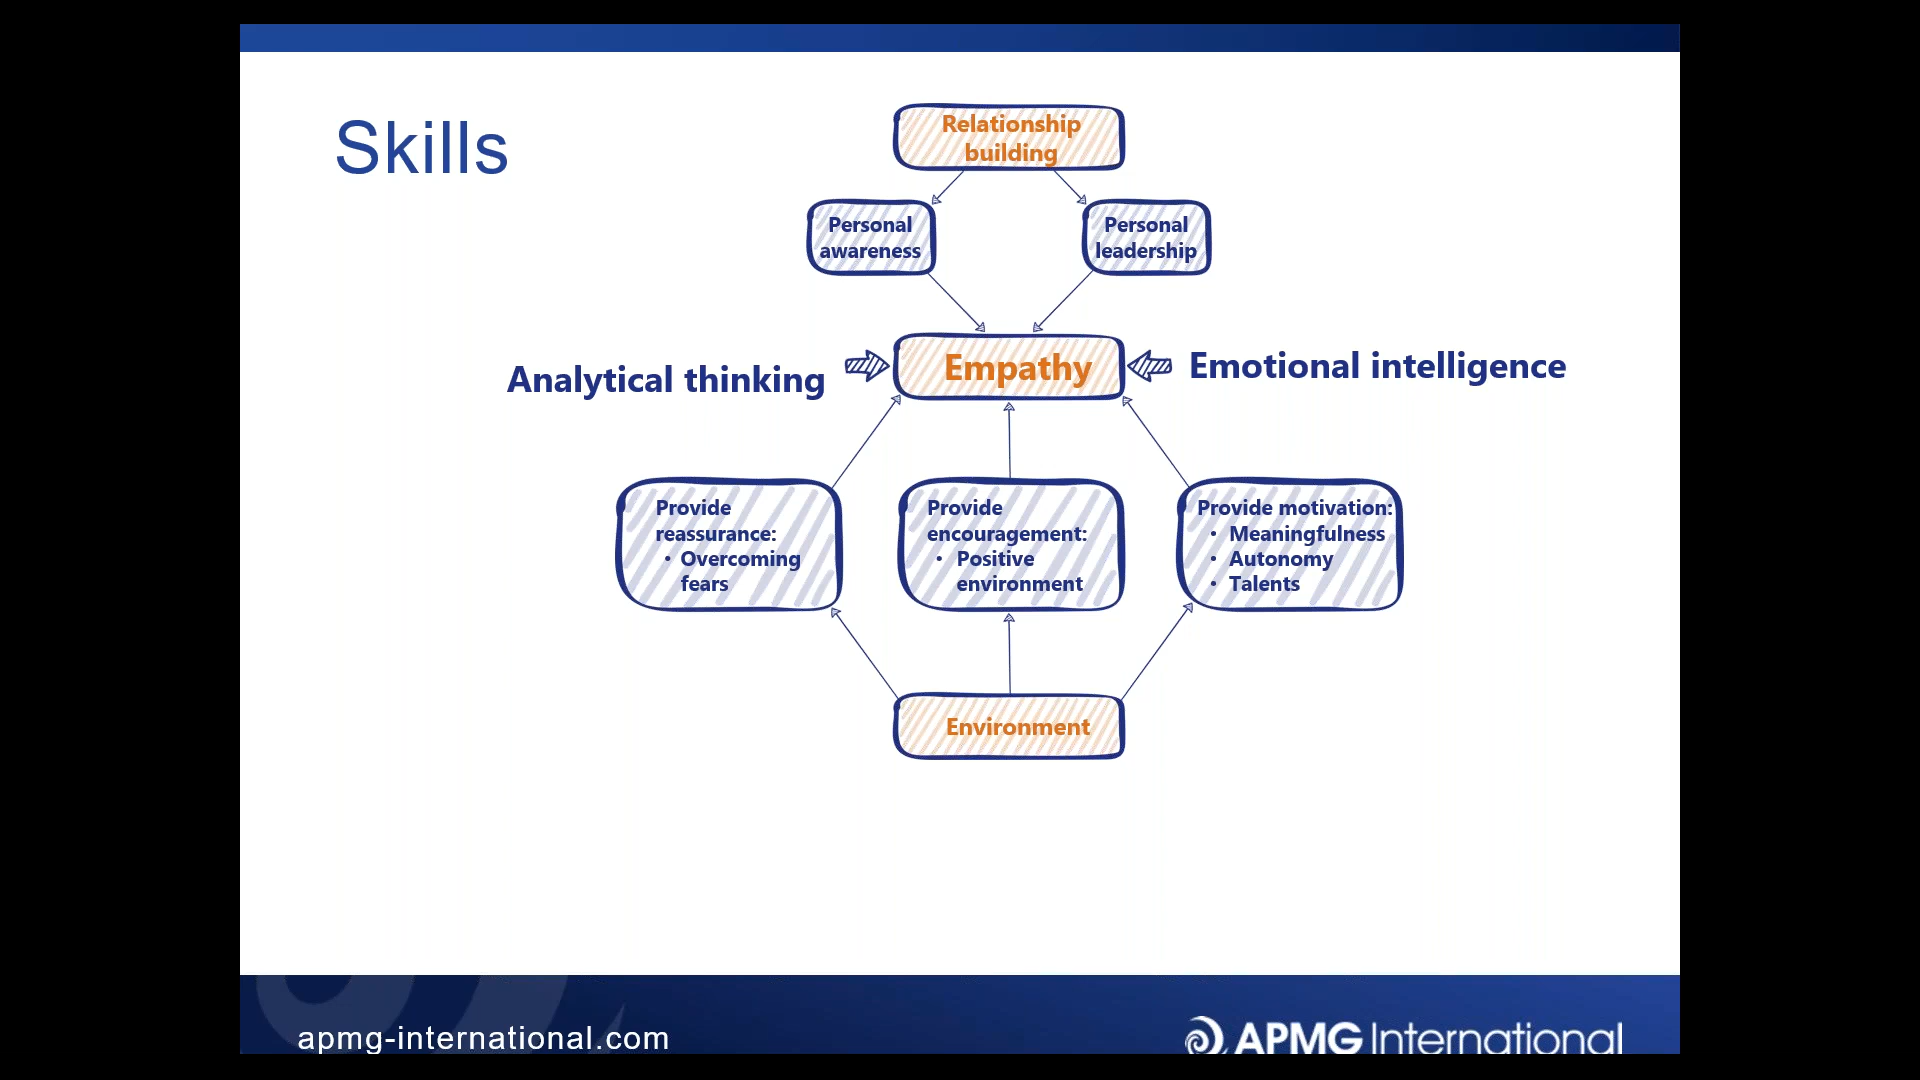 Skills
Relationship
building
Personal
awareness
Personal
leadership
Analytical thinking
Empathy
Emotional intelligence
Provide
reassurance:
• Overcoming
fears
Provide
encouragement:
• Positive
environment
Provide motivation:
• Meaningfulness
• Autonomy
• Talents
Environment
apmg-international.com
APMG International